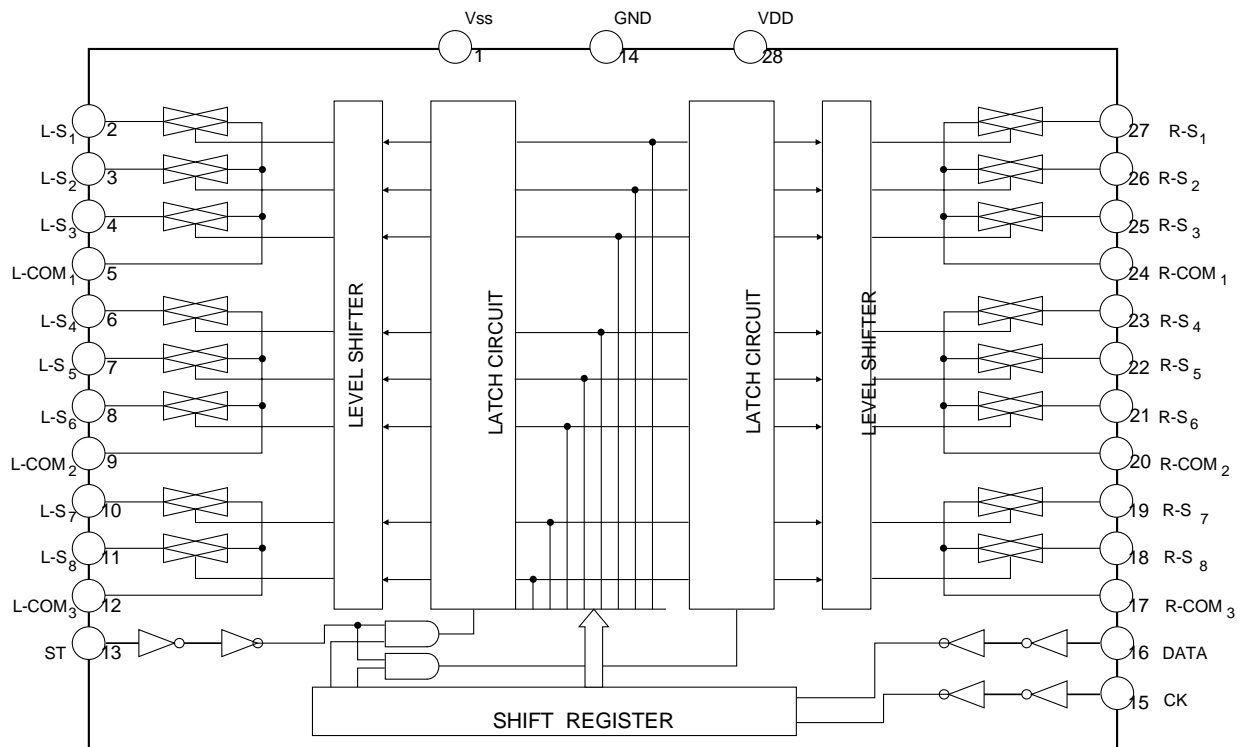 Vss GND VDD
1 14 28
L-S1 2 27 R-S1
L-S2 3 26 R-S2
L-S3 4 25 R-S3
L-COM1 5 24 R-COM1
L-S4 6 23 R-S4
L-S5 7 22 R-S5
L-S6 8 21 R-S6
L-COM2 9 20 R-COM2
L-S7 10 19 R-S7
L-S8 11 18 R-S8
L-COM3 12 17 R-COM3
ST 13 16 DATA
15 CK
LEVEL SHIFTER
LATCH CIRCUIT
LATCH CIRCUIT
LEVEL SHIFTER
SHIFT REGISTER